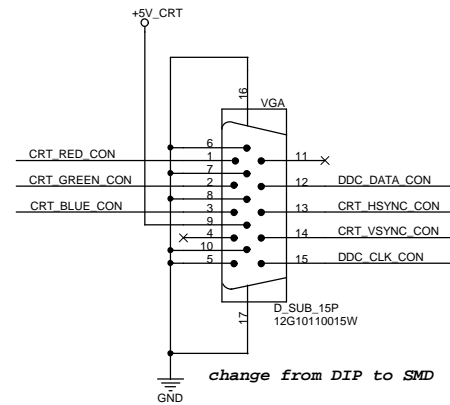 +5V_CRT
16
VGA
6
CRT_RED_CON 1 11
7
CRT_GREEN_CON 2 12 DDC_DATA_CON
8
CRT_BLUE_CON 3 13 CRT_HSYNC_CON
9
4 14 CRT_VSYNC_CON
10
5 15 DDC_CLK_CON
17
D_SUB_15P
12G10110015W
change from DIP to SMD
GND